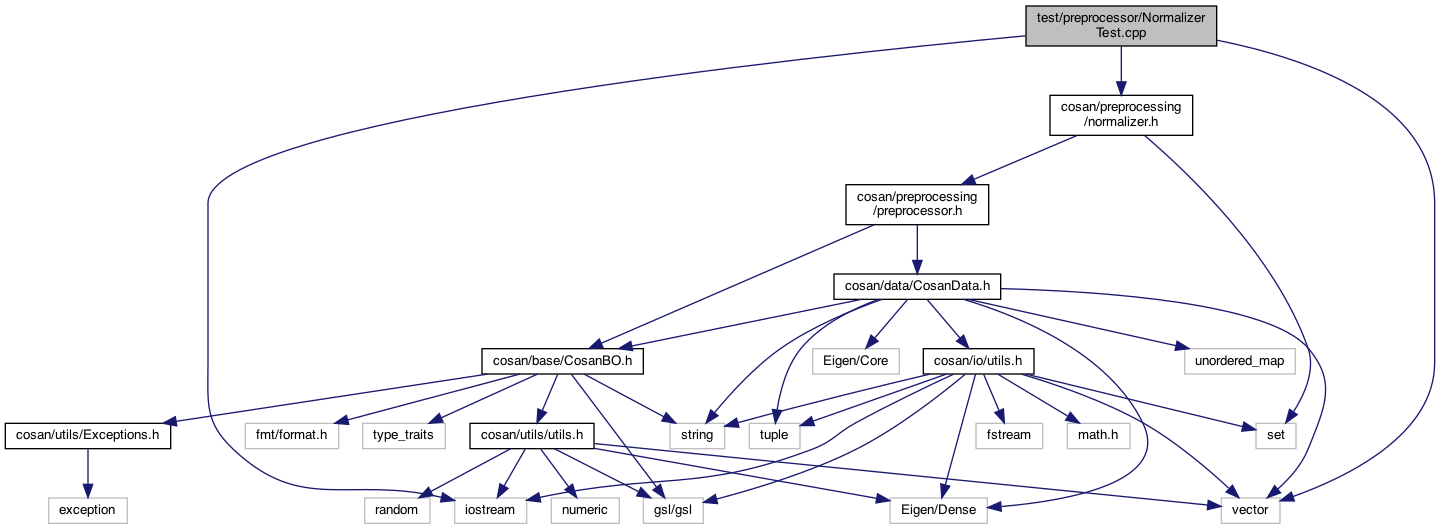 test/preprocessor/Normalizer
Test.cpp
cosan/preprocessing
/normalizer.h
cosan/preprocessing
/preprocessor.h
cosan/data/CosanData.h
cosan/base/CosanBO.h
Eigen/Core
cosan/io/utils.h
unordered_map
cosan/utils/Exceptions.h
fmt/format.h
type_traits
cosan/utils/utils.h
string
tuple
fstream
math.h
set
exception
random
iostream
numeric
gsl/gsl
Eigen/Dense
vector